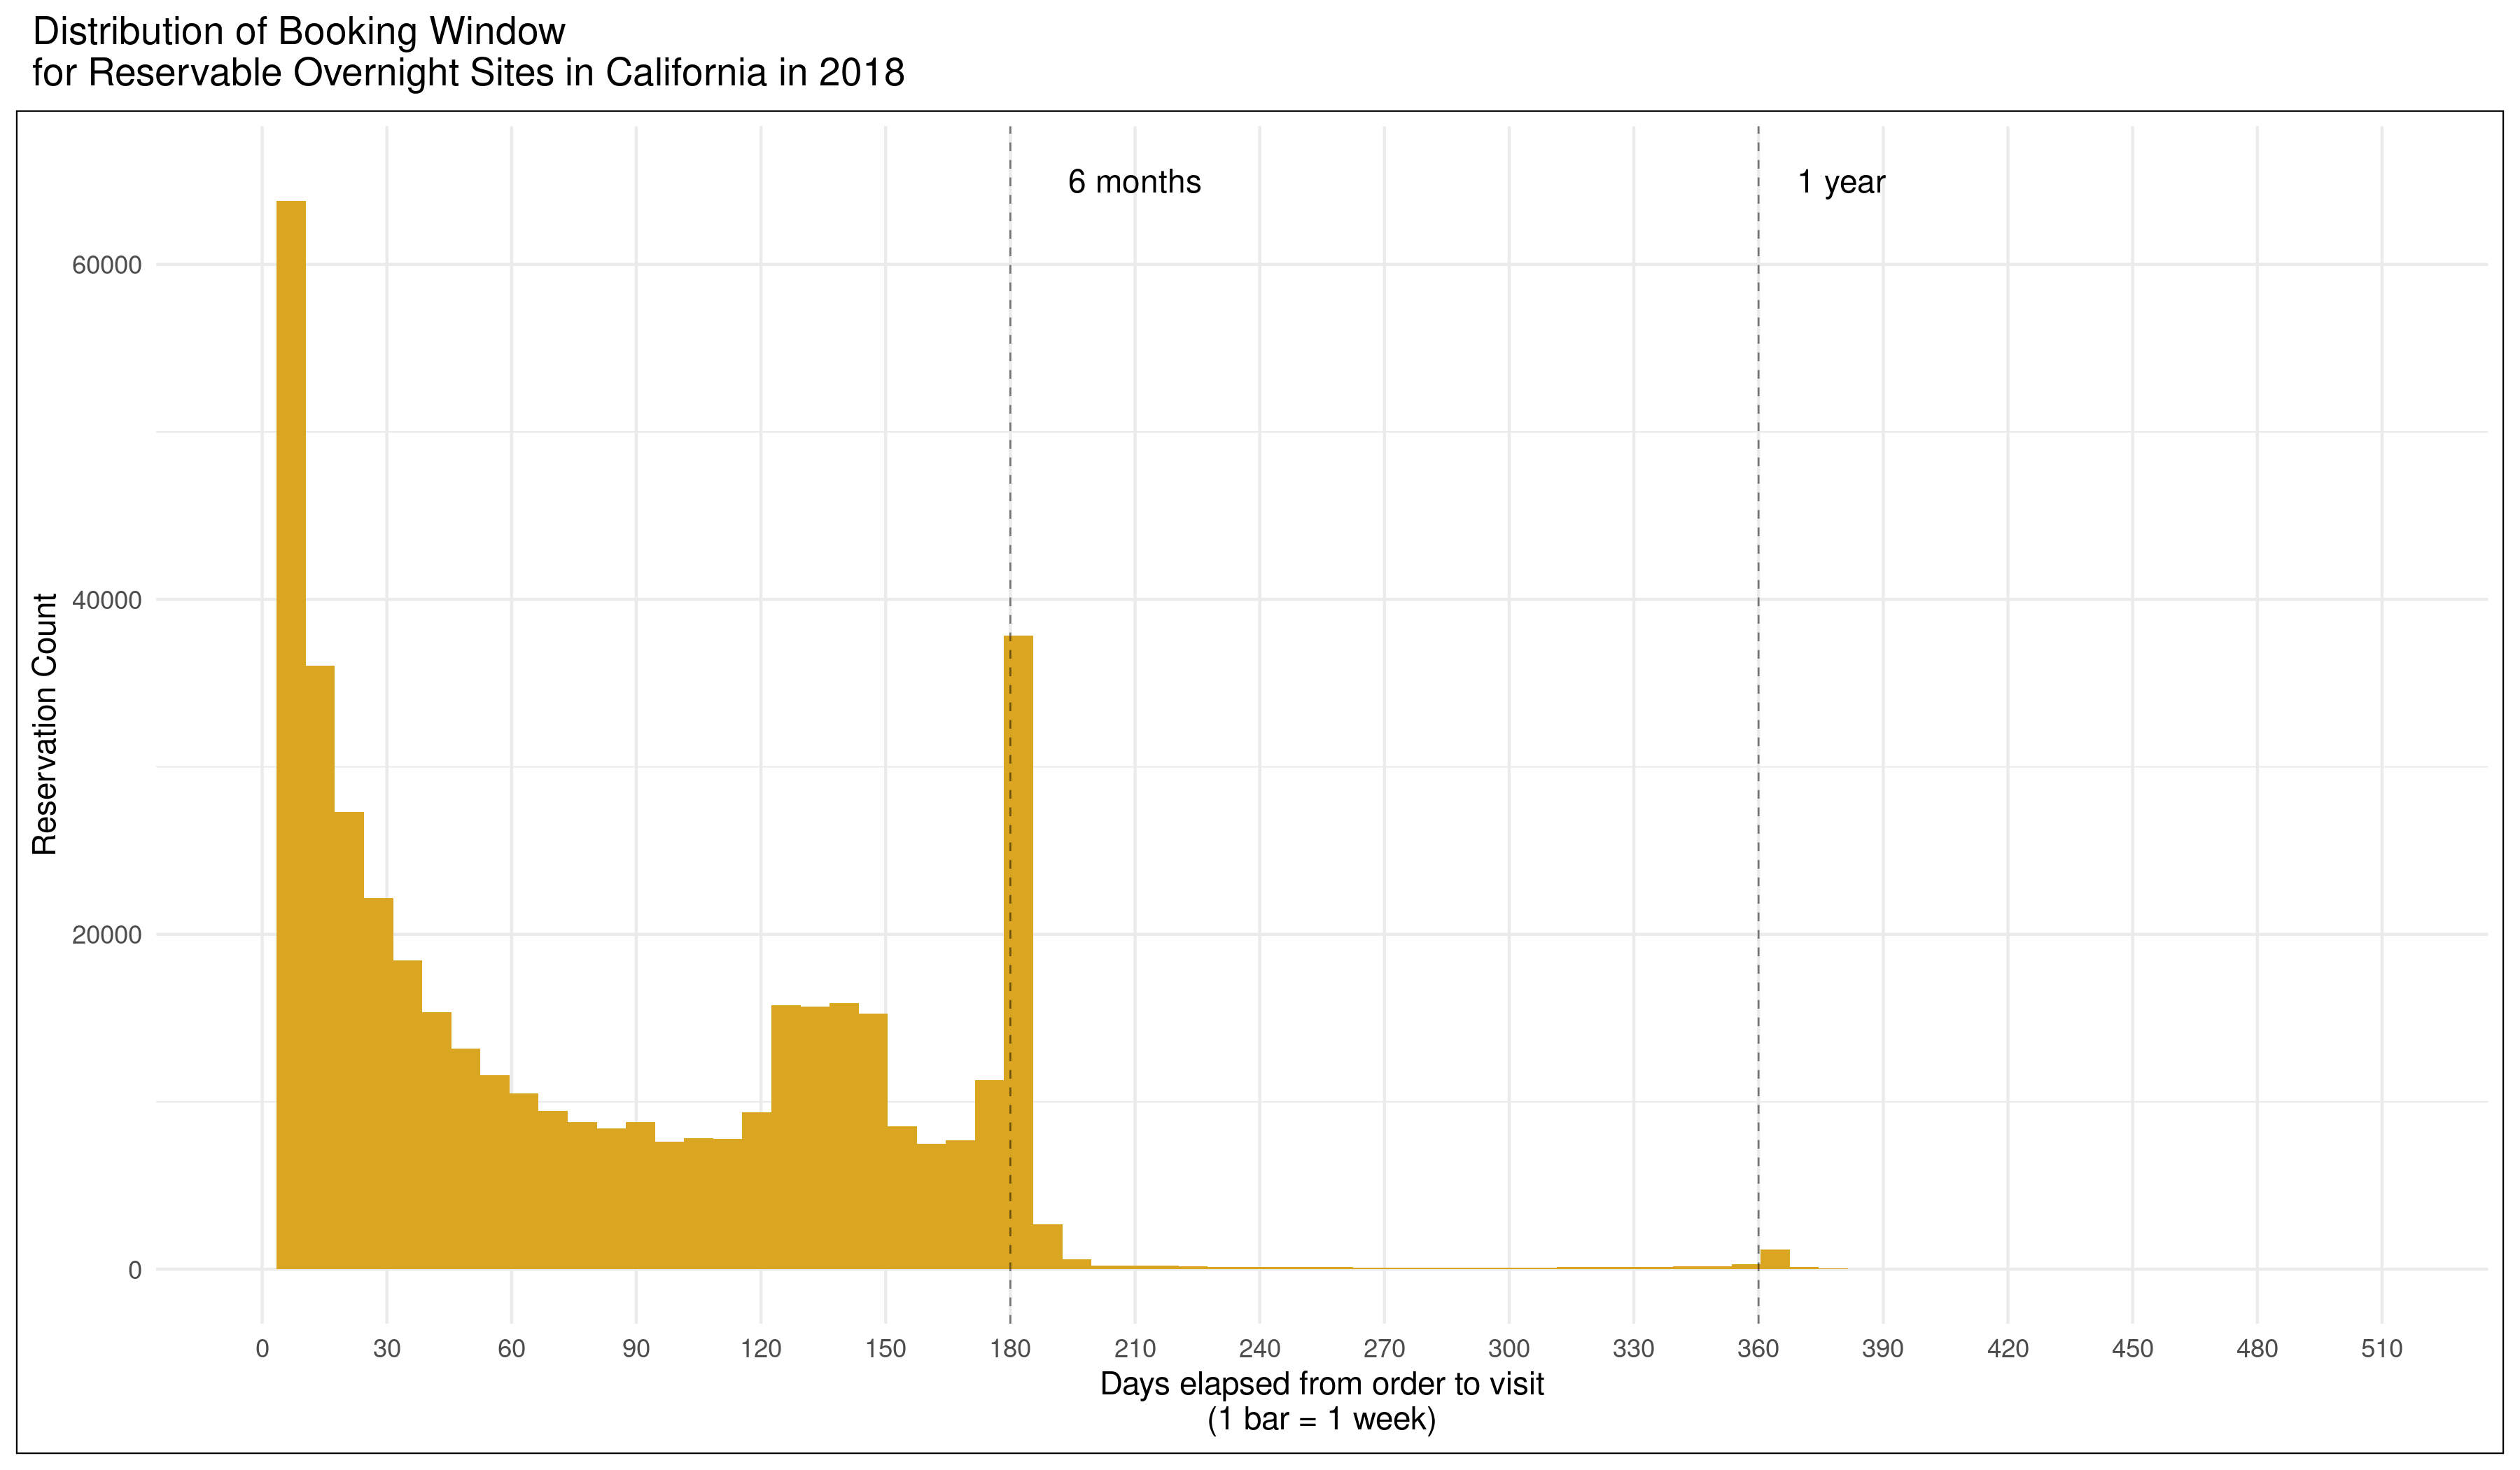 Distribution of Booking Window
for Reservable Overnight Sites in California in 2018
6 months
1 year
Reservation Count
60000
40000
20000
0
0 30 60 90 120 150 180 210 240 270 300 330 360 390 420 450 480 510
Days elapsed from order to visit
(1 bar = 1 week)